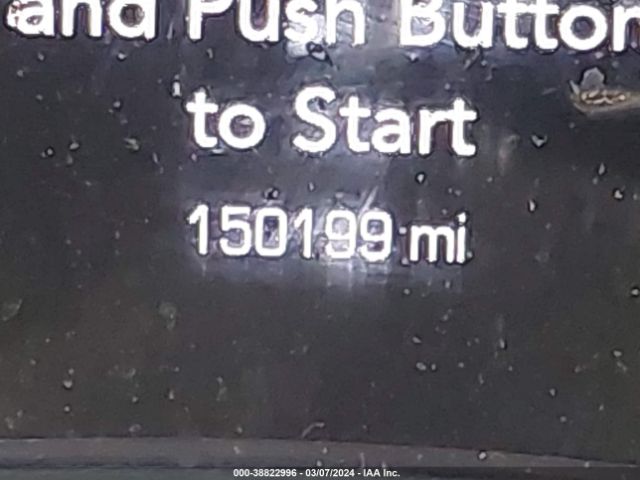 and Push Button
to Start
150199 mi
000-38822996 - 03/07/2024 - IAA Inc.